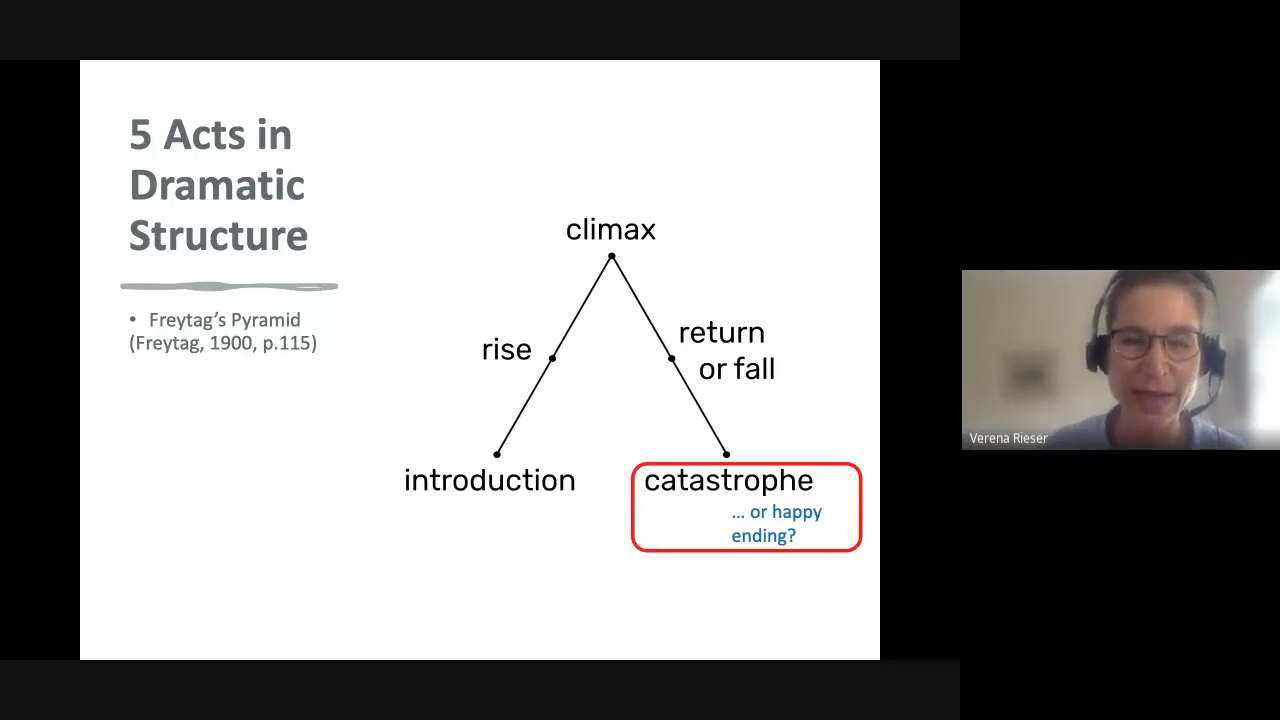 5 Acts in
Dramatic
Structure
• Freytag’s Pyramid
(Freytag, 1900, p.115)
climax
rise
return
or fall
introduction
catastrophe
... or happy
ending?
Verena Rieser